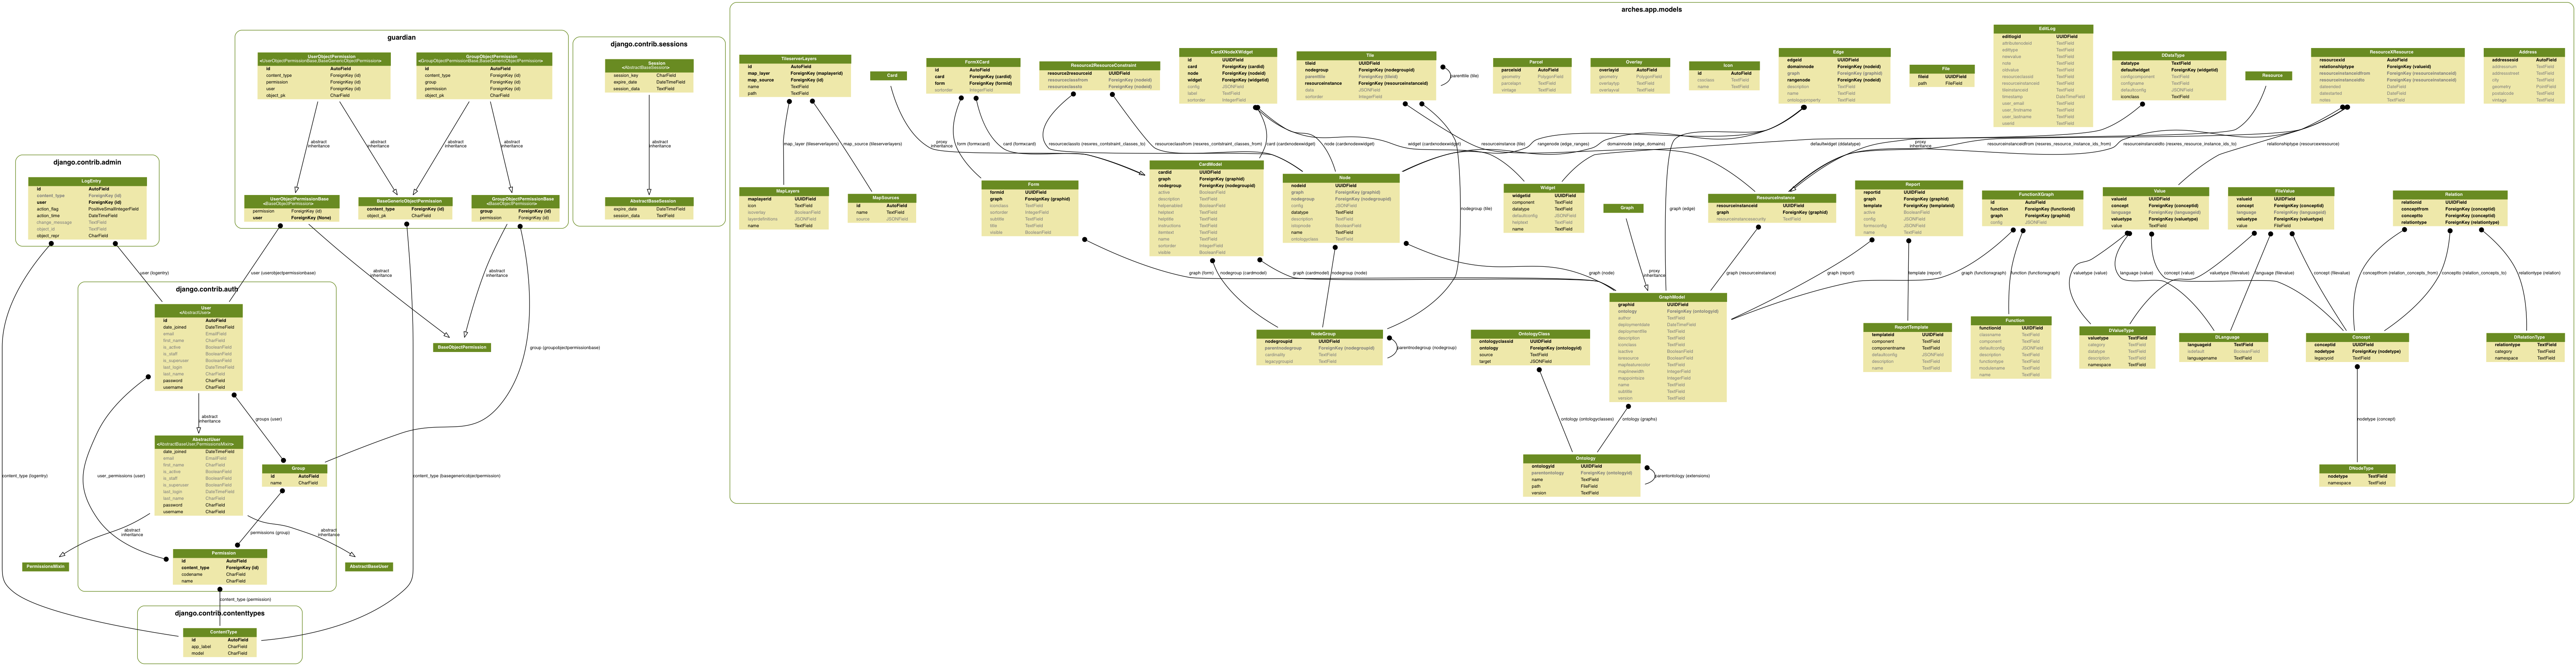 arches.app.models
guardian
django.contrib.sessions
django.contrib.admin
django.contrib.auth
django.contrib.contenttypes
UserObjectPermission
<UserObjectPermissionBase,BaseGenericObjectPermission>
id AutoField
content_type ForeignKey (id)
permission ForeignKey (id)
user ForeignKey (id)
object_pk CharField
GroupObjectPermission
<GroupObjectPermissionBase,BaseGenericObjectPermission>
id AutoField
content_type ForeignKey (id)
group ForeignKey (id)
permission ForeignKey (id)
object_pk CharField
Session
<AbstractBaseSession>
session_key CharField
expire_date DateTimeField
session_data TextField
LogEntry
id AutoField
content_type ForeignKey (id)
user ForeignKey (id)
action_flag PositiveSmallIntegerField
action_time DateTimeField
change_message TextField
object_id TextField
object_repr CharField
UserObjectPermissionBase
<BaseObjectPermission>
permission ForeignKey (id)
user ForeignKey (None)
BaseGenericObjectPermission
content_type ForeignKey (id)
object_pk CharField
GroupObjectPermissionBase
<BaseObjectPermission>
group ForeignKey (id)
permission ForeignKey (id)
AbstractBaseSession
expire_date DateTimeField
session_data TextField
BaseObjectPermission
User
<AbstractUser>
id AutoField
date_joined DateTimeField
email EmailField
first_name CharField
is_active BooleanField
is_staff BooleanField
is_superuser BooleanField
last_login DateTimeField
last_name CharField
password CharField
username CharField
AbstractUser
<AbstractBaseUser,PermissionsMixin>
date_joined DateTimeField
email EmailField
first_name CharField
is_active BooleanField
is_staff BooleanField
is_superuser BooleanField
last_login DateTimeField
last_name CharField
password CharField
username CharField
Group
id AutoField
name CharField
Permission
id AutoField
content_type ForeignKey (id)
codename CharField
name CharField
PermissionsMixin
AbstractBaseUser
ContentType
id AutoField
app_label CharField
model CharField
abstract
inheritance
user (logentry)
user (userobjectpermissionbase)
group (groupobjectpermissionbase)
groups (user)
content_type (logentry)
user_permissions (user)
content_type (basegenericobjectpermission)
permissions (group)
content_type (permission)
TileserverLayers
id AutoField
map_layer ForeignKey (maplayerid)
map_source ForeignKey (id)
name TextField
path TextField
Card
FormXCard
id AutoField
card ForeignKey (cardid)
form ForeignKey (formid)
sortorder IntegerField
Resource2ResourceConstraint
resource2resourceid UUIDField
resourceclassfrom ForeignKey (nodeid)
resourceclassto ForeignKey (nodeid)
CardXNodeXWidget
id UUIDField
card ForeignKey (cardid)
node ForeignKey (nodeid)
widget ForeignKey (widgetid)
config JSONField
label TextField
sortorder IntegerField
Tile
tileid UUIDField
nodegroup ForeignKey (nodegroupid)
parenttile ForeignKey (tileid)
resourceinstance ForeignKey (resourceinstanceid)
data JSONField
sortorder IntegerField
parenttile (tile)
Parcel
parcelsid AutoField
geometry PolygonField
parcelapn TextField
vintage TextField
Overlay
overlayid AutoField
geometry PolygonField
overlaytyp TextField
overlayval TextField
Icon
id AutoField
cssclass TextField
name TextField
Edge
edgeid UUIDField
domainnode ForeignKey (nodeid)
graph ForeignKey (graphid)
rangenode ForeignKey (nodeid)
description TextField
name TextField
ontologyproperty TextField
File
fileid UUIDField
path FileField
EditLog
editlogid UUIDField
attributenodeid TextField
edittype TextField
newvalue TextField
note TextField
oldvalue TextField
resourceclassid TextField
resourceinstanceid TextField
tileinstanceid TextField
timestamp DateTimeField
user_email TextField
user_firstname TextField
user_lastname TextField
userid TextField
DDataType
datatype TextField
defaultwidget ForeignKey (widgetid)
configcomponent TextField
configname TextField
defaultconfig JSONField
iconclass TextField
Resource
ResourceXResource
resourcexid AutoField
relationshiptype ForeignKey (valueid)
resourceinstanceidfrom ForeignKey (resourceinstanceid)
resourceinstanceidto ForeignKey (resourceinstanceid)
dateended DateField
datestarted DateField
notes TextField
Address
addressesid AutoField
addressnum TextField
addressstreet TextField
city TextField
geometry PointField
postalcode TextField
vintage TextField
map_layer (tileserverlayers)
map_source (tileserverlayers)
proxy
inheritance
form (formxcard)
card (formxcard)
resourceclassto (resxres_contstraint_classes_to)
resourceclassfrom (resxres_contstraint_classes_from)
card (cardxnodexwidget)
node (cardxnodexwidget)
widget (cardxnodexwidget)
resourceinstance (tile)
rangenode (edge_ranges)
domainnode (edge_domains)
defaultwidget (ddatatype)
resourceinstanceidfrom (resxres_resource_instance_ids_from)
resourceinstanceidto (resxres_resource_instance_ids_to)
relationshiptype (resourcexresource)
MapLayers
maplayerid UUIDField
icon TextField
isoverlay BooleanField
layerdefinitions JSONField
name TextField
MapSources
id AutoField
name TextField
source JSONField
Form
formid UUIDField
graph ForeignKey (graphid)
iconclass TextField
sortorder IntegerField
subtitle TextField
title TextField
visible BooleanField
CardModel
cardid UUIDField
graph ForeignKey (graphid)
nodegroup ForeignKey (nodegroupid)
active BooleanField
description TextField
helpenabled BooleanField
helptext TextField
helptitle TextField
instructions TextField
itemtext TextField
name TextField
sortorder IntegerField
visible BooleanField
Node
nodeid UUIDField
graph ForeignKey (graphid)
nodegroup ForeignKey (nodegroupid)
config JSONField
datatype TextField
description TextField
istopnode BooleanField
name TextField
ontologyclass TextField
Widget
widgetid UUIDField
component TextField
datatype TextField
defaultconfig JSONField
helptext TextField
name TextField
Graph
ResourceInstance
resourceinstanceid UUIDField
graph ForeignKey (graphid)
resourceinstancesecurity TextField
Report
reportid UUIDField
graph ForeignKey (graphid)
template ForeignKey (templateid)
active BooleanField
config JSONField
formsconfig JSONField
name TextField
FunctionXGraph
id AutoField
function ForeignKey (functionid)
graph ForeignKey (graphid)
config JSONField
Value
valueid UUIDField
concept ForeignKey (conceptid)
language ForeignKey (languageid)
valuetype ForeignKey (valuetype)
value TextField
FileValue
valueid UUIDField
concept ForeignKey (conceptid)
language ForeignKey (languageid)
valuetype ForeignKey (valuetype)
value FileField
Relation
relationid UUIDField
conceptfrom ForeignKey (conceptid)
conceptto ForeignKey (conceptid)
relationtype ForeignKey (relationtype)
nodegroup (tile)
graph (edge)
graph (form)
nodegroup (cardmodel)
graph (cardmodel)
nodegroup (node)
graph (node)
proxy
inheritance
graph (resourceinstance)
graph (report)
template (report)
graph (functionxgraph)
function (functionxgraph)
valuetype (value)
language (value)
concept (value)
valuetype (filevalue)
language (filevalue)
concept (filevalue)
conceptfrom (relation_concepts_from)
conceptto (relation_concepts_to)
relationtype (relation)
NodeGroup
nodegroupid UUIDField
parentnodegroup ForeignKey (nodegroupid)
cardinality TextField
legacygroupid TextField
parentnodegroup (nodegroup)
OntologyClass
ontologyclassid UUIDField
ontology ForeignKey (ontologyid)
source TextField
target JSONField
GraphModel
graphid UUIDField
ontology ForeignKey (ontologyid)
author TextField
deploymentdate DateTimeField
deploymentfile TextField
description TextField
iconclass TextField
isactive BooleanField
isresource BooleanField
mapfeaturecolor TextField
maplinewidth IntegerField
mappointsize IntegerField
name TextField
subtitle TextField
version TextField
ReportTemplate
templateid UUIDField
component TextField
componentname TextField
defaultconfig JSONField
description TextField
name TextField
Function
functionid UUIDField
classname TextField
component TextField
defaultconfig JSONField
description TextField
functiontype TextField
modulename TextField
name TextField
DValueType
valuetype TextField
category TextField
datatype TextField
description TextField
namespace TextField
DLanguage
languageid TextField
isdefault BooleanField
languagename TextField
Concept
conceptid UUIDField
nodetype ForeignKey (nodetype)
legacyoid TextField
DRelationType
relationtype TextField
category TextField
namespace TextField
ontology (ontologyclasses)
ontology (graphs)
nodetype (concept)
Ontology
ontologyid UUIDField
parentontology ForeignKey (ontologyid)
name TextField
path FileField
version TextField
parentontology (extensions)
DNodeType
nodetype TextField
namespace TextField